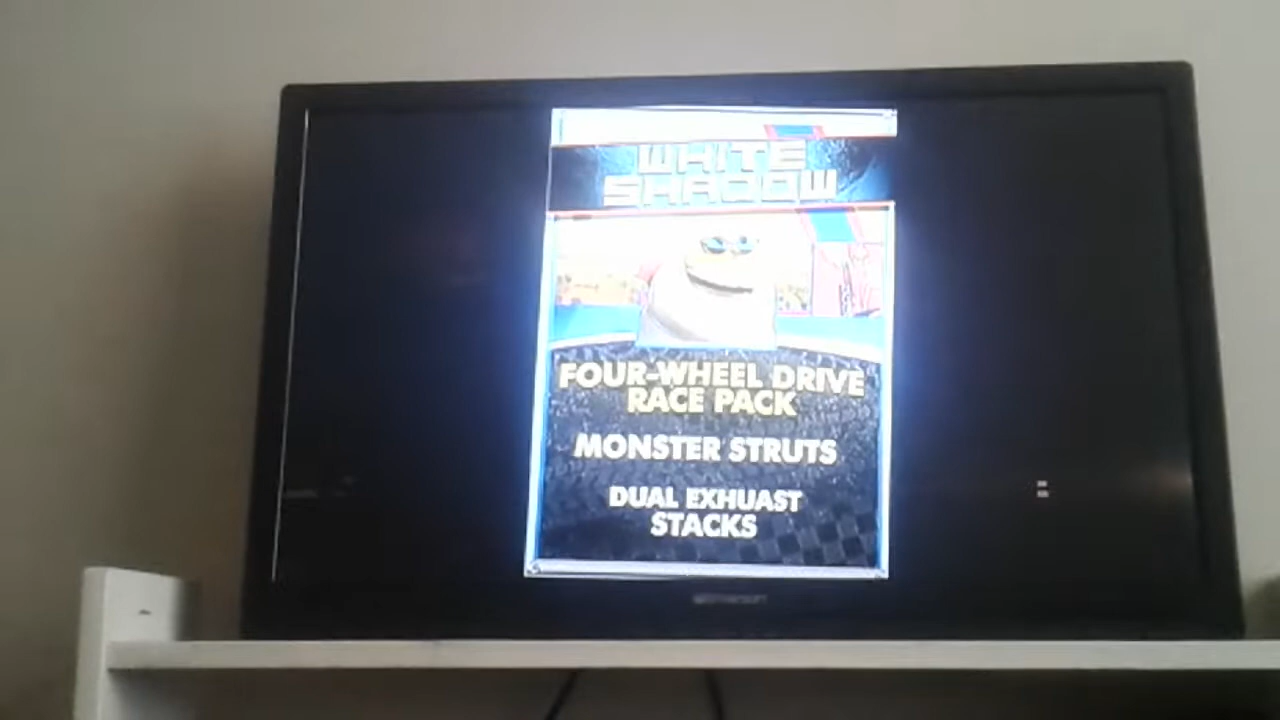 WHITE
SHADOW
FOUR-WHEEL DRIVE
RACE PACK
MONSTER STRUTS
DUAL EXHUAST
STACKS